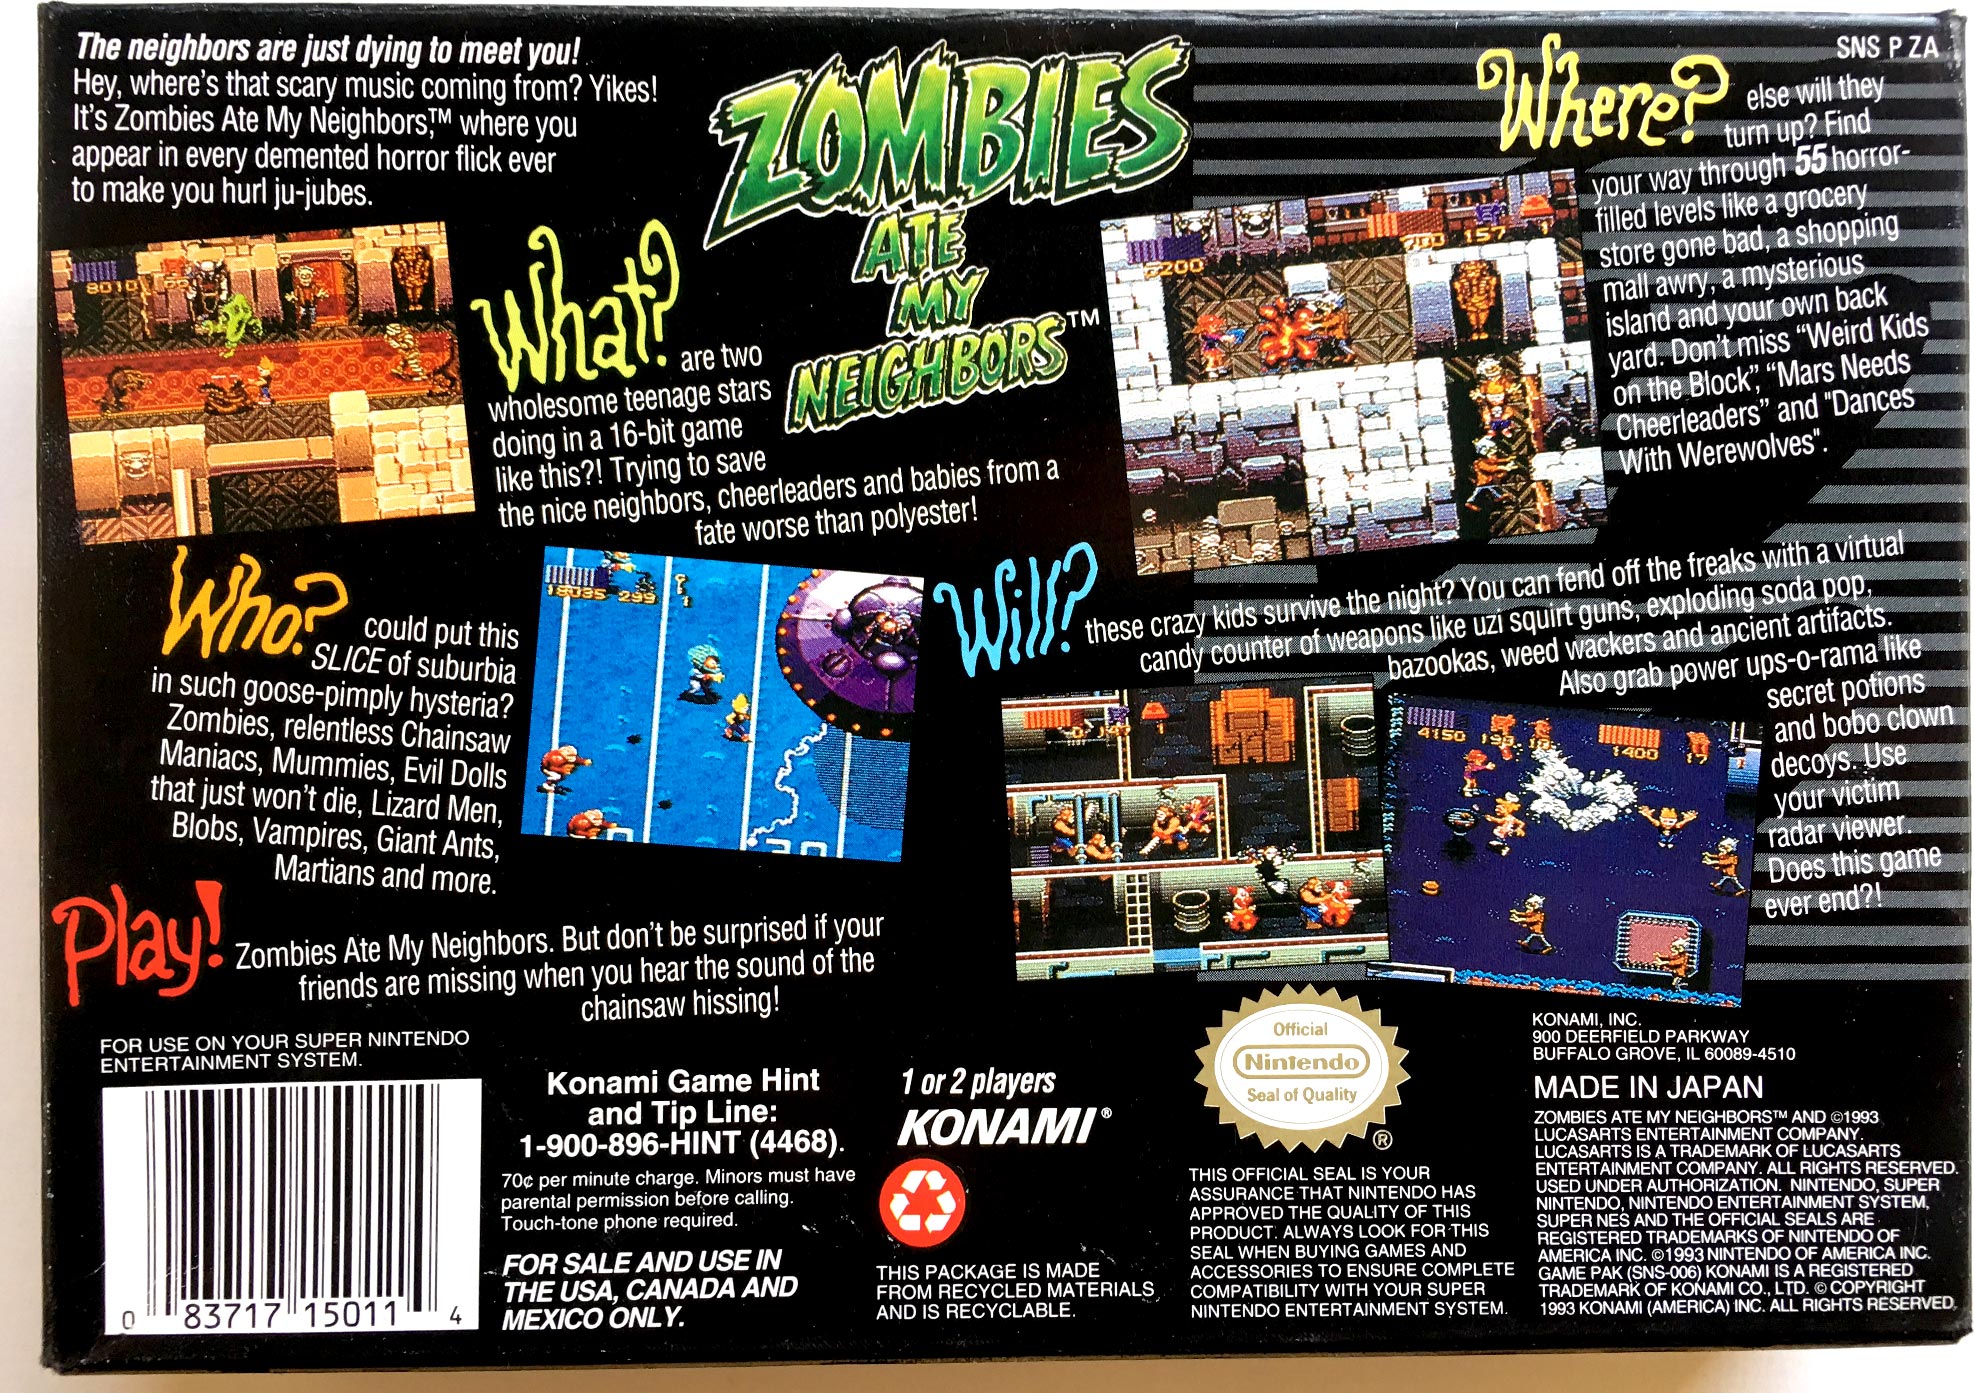 The neighbors are just dying to meet you!
Hey, where's that scary music coming from? Yikes!
It's Zombies Ate My Neighbors,™ where you
appear in every demented horror flick ever
to make you hurl ju-jubes.
ZOMBIES
ATE
MY
NEIGHBORS™
What? are two
wholesome teenage stars
doing in a 16-bit game
like this?! Trying to save
the nice neighbors, cheerleaders and babies from a
fate worse than polyester!
SNS P ZA
Where? else will they
turn up? Find
your way through 55 horror-
filled levels like a grocery
store gone bad, a shopping
mall awry, a mysterious
island and your own back
yard. Don't miss “Weird Kids
on the Block”, “Mars Needs
Cheerleaders” and "Dances
With Werewolves".
Who? could put this
SLICE of suburbia
in such goose-pimply hysteria?
Zombies, relentless Chainsaw
Maniacs, Mummies, Evil Dolls
that just won't die, Lizard Men,
Blobs, Vampires, Giant Ants,
Martians and more.
Will? these crazy kids survive the night? You can fend off the freaks with a virtual
candy counter of weapons like uzi squirt guns, exploding soda pop,
bazookas, weed wackers and ancient artifacts.
Also grab power ups-o-rama like
secret potions
and bobo clown
decoys. Use
your victim
radar viewer.
Does this game
ever end?!
Play! Zombies Ate My Neighbors. But don't be surprised if your
friends are missing when you hear the sound of the
chainsaw hissing!
8010
5200
157
1
18035 299
1
1
4150 198
1400
17
30
FOR USE ON YOUR SUPER NINTENDO
ENTERTAINMENT SYSTEM.
0 83717 15011 4
Konami Game Hint
and Tip Line:
1-900-896-HINT (4468).
70¢ per minute charge. Minors must have
parental permission before calling.
Touch-tone phone required.
FOR SALE AND USE IN
THE USA, CANADA AND
MEXICO ONLY.
1 or 2 players
KONAMI®
THIS PACKAGE IS MADE
FROM RECYCLED MATERIALS
AND IS RECYCLABLE.
Official
Nintendo
Seal of Quality
®
THIS OFFICIAL SEAL IS YOUR
ASSURANCE THAT NINTENDO HAS
APPROVED THE QUALITY OF THIS
PRODUCT. ALWAYS LOOK FOR THIS
SEAL WHEN BUYING GAMES AND
ACCESSORIES TO ENSURE COMPLETE
COMPATIBILITY WITH YOUR SUPER
NINTENDO ENTERTAINMENT SYSTEM.
KONAMI, INC.
900 DEERFIELD PARKWAY
BUFFALO GROVE, IL 60089-4510
MADE IN JAPAN
ZOMBIES ATE MY NEIGHBORS™ AND ©1993
LUCASARTS ENTERTAINMENT COMPANY.
LUCASARTS IS A TRADEMARK OF LUCASARTS
ENTERTAINMENT COMPANY. ALL RIGHTS RESERVED.
USED UNDER AUTHORIZATION. NINTENDO, SUPER
NINTENDO, NINTENDO ENTERTAINMENT SYSTEM,
SUPER NES AND THE OFFICIAL SEALS ARE
REGISTERED TRADEMARKS OF NINTENDO OF
AMERICA INC. ©1993 NINTENDO OF AMERICA INC.
GAME PAK (SNS-006) KONAMI IS A REGISTERED
TRADEMARK OF KONAMI CO., LTD. © COPYRIGHT
1993 KONAMI (AMERICA) INC. ALL RIGHTS RESERVED.